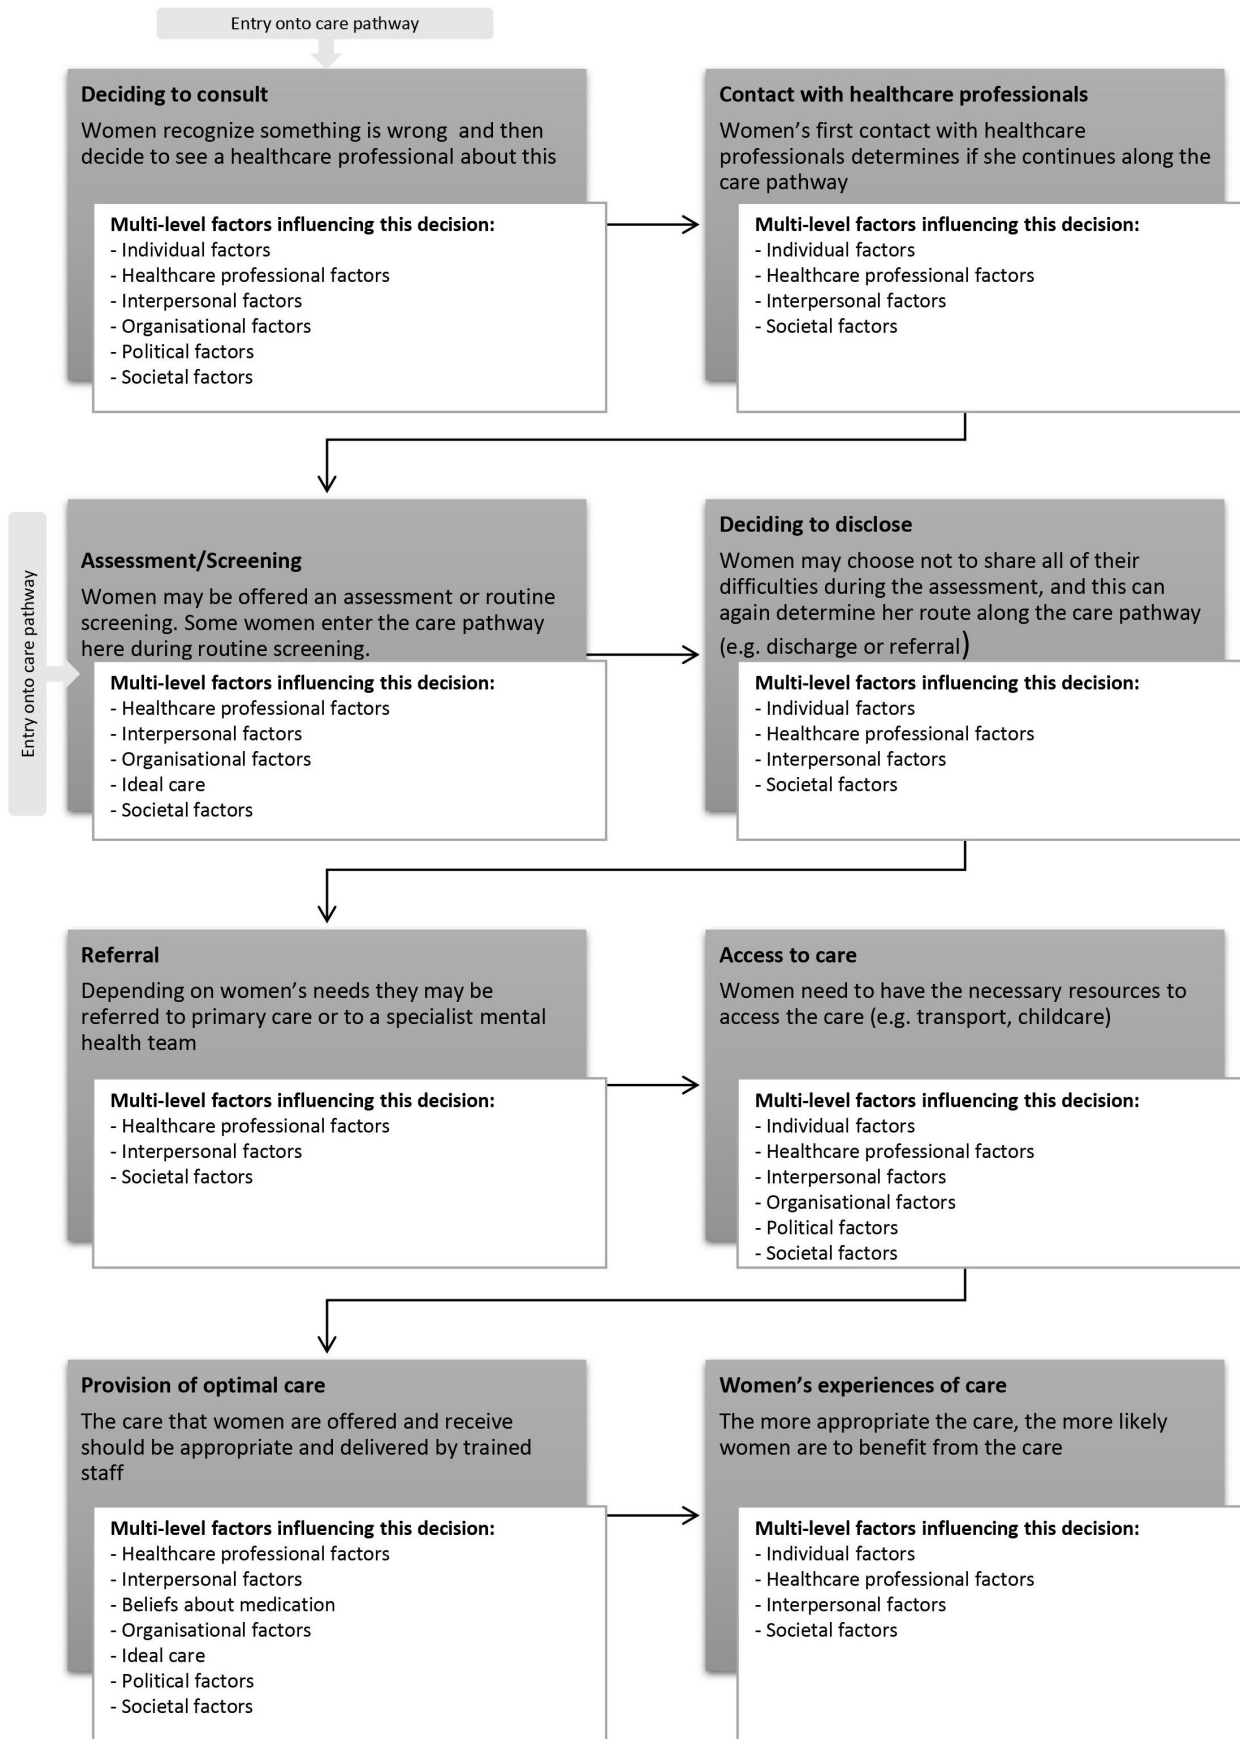 Entry onto care pathway
Deciding to consult
Women recognize something is wrong and then
decide to see a healthcare professional about this
Multi-level factors influencing this decision:
- Individual factors
- Healthcare professional factors
- Interpersonal factors
- Organisational factors
- Political factors
- Societal factors
Contact with healthcare professionals
Women’s first contact with healthcare
professionals determines if she continues along the
care pathway
Multi-level factors influencing this decision:
- Individual factors
- Healthcare professional factors
- Interpersonal factors
- Societal factors
Entry onto care pathway
Assessment/Screening
Women may be offered an assessment or routine
screening. Some women enter the care pathway
here during routine screening.
Multi-level factors influencing this decision:
- Healthcare professional factors
- Interpersonal factors
- Organisational factors
- Ideal care
- Societal factors
Deciding to disclose
Women may choose not to share all of their
difficulties during the assessment, and this can
again determine her route along the care pathway
(e.g. discharge or referral)
Multi-level factors influencing this decision:
- Individual factors
- Healthcare professional factors
- Interpersonal factors
- Societal factors
Referral
Depending on women’s needs they may be
referred to primary care or to a specialist mental
health team
Multi-level factors influencing this decision:
- Healthcare professional factors
- Interpersonal factors
- Societal factors
Access to care
Women need to have the necessary resources to
access the care (e.g. transport, childcare)
Multi-level factors influencing this decision:
- Individual factors
- Healthcare professional factors
- Interpersonal factors
- Organisational factors
- Political factors
- Societal factors
Provision of optimal care
The care that women are offered and receive
should be appropriate and delivered by trained
staff
Multi-level factors influencing this decision:
- Healthcare professional factors
- Interpersonal factors
- Beliefs about medication
- Organisational factors
- Ideal care
- Political factors
- Societal factors
Women’s experiences of care
The more appropriate the care, the more likely
women are to benefit from the care
Multi-level factors influencing this decision:
- Individual factors
- Healthcare professional factors
- Interpersonal factors
- Societal factors